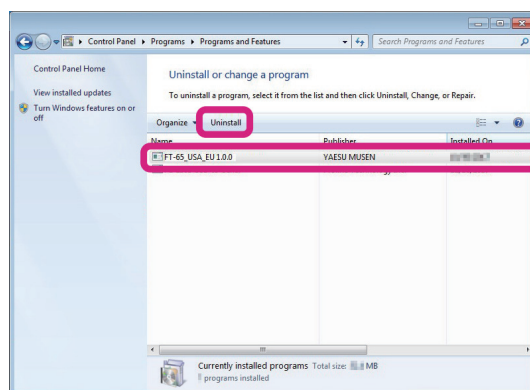 Control Panel ▸ Programs ▸ Programs and Features
Search Programs and Features
Control Panel Home
View installed updates
Turn Windows features on or
off
Uninstall or change a program
To uninstall a program, select it from the list and then click Uninstall, Change, or Repair.
Organize
Uninstall
Name
Publisher
Installed On
FT-65_USA_EU 1.0.0
YAESU MUSEN
Currently installed programs Total size: MB
programs installed